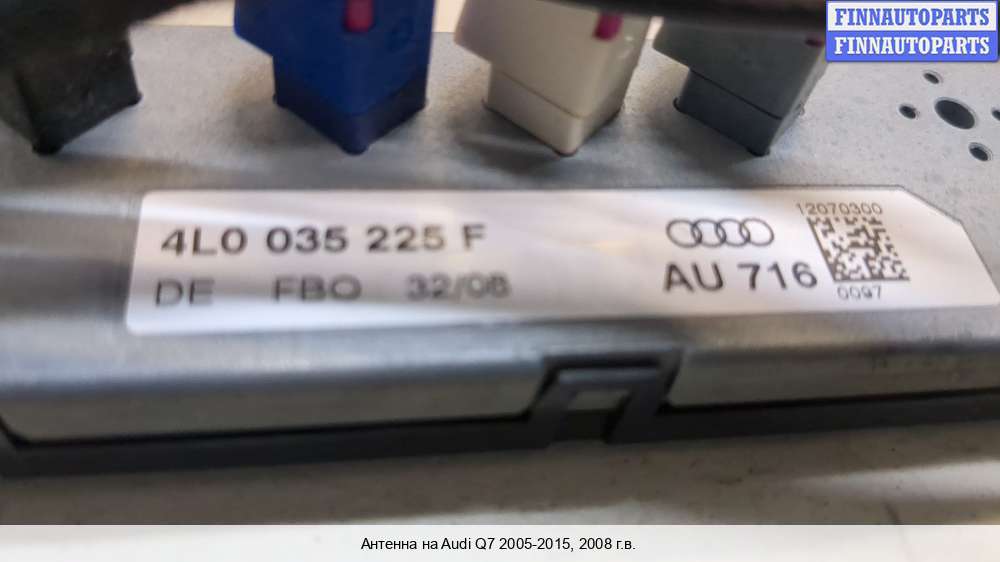 FINNAUTOPARTS
FINNAUTOPARTS
12070300
4L0 035 225 F
AU 716
DE FBO 32/08
0097
Антенна на Audi Q7 2005-2015, 2008 г.в.